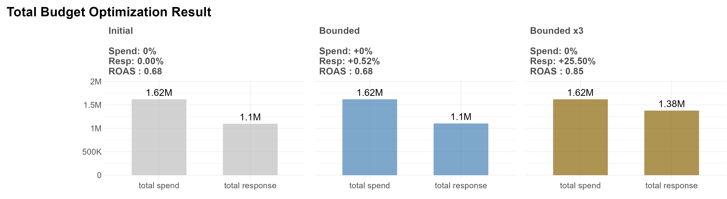 Total Budget Optimization Result
Initial
Spend: 0%
Resp: 0.00%
ROAS : 0.68
Bounded
Spend: +0%
Resp: +0.52%
ROAS : 0.68
Bounded x3
Spend: 0%
Resp: +25.50%
ROAS : 0.85
2M
1.5M
1M
500K
0
1.62M
1.1M
1.62M
1.1M
1.62M
1.38M
total spend
total response
total spend
total response
total spend
total response